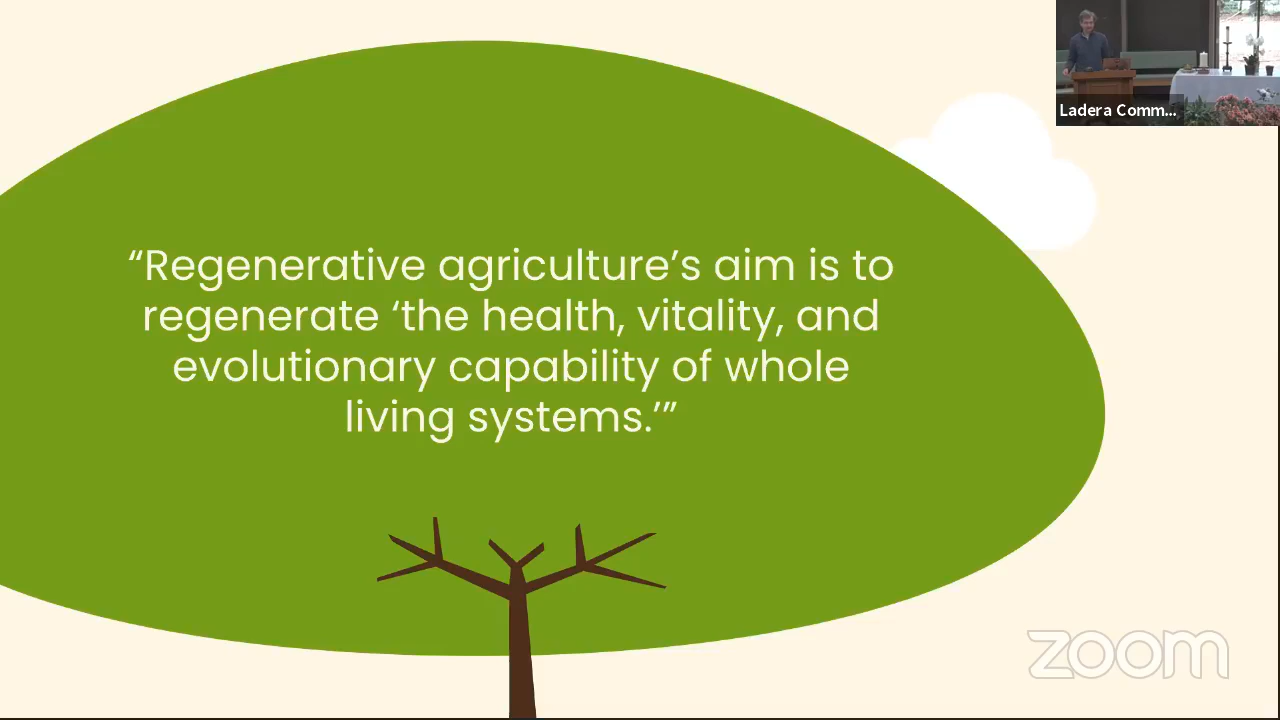 Ladera Comm...
“Regenerative agriculture’s aim is to
regenerate ‘the health, vitality, and
evolutionary capability of whole
living systems.’”
zoom